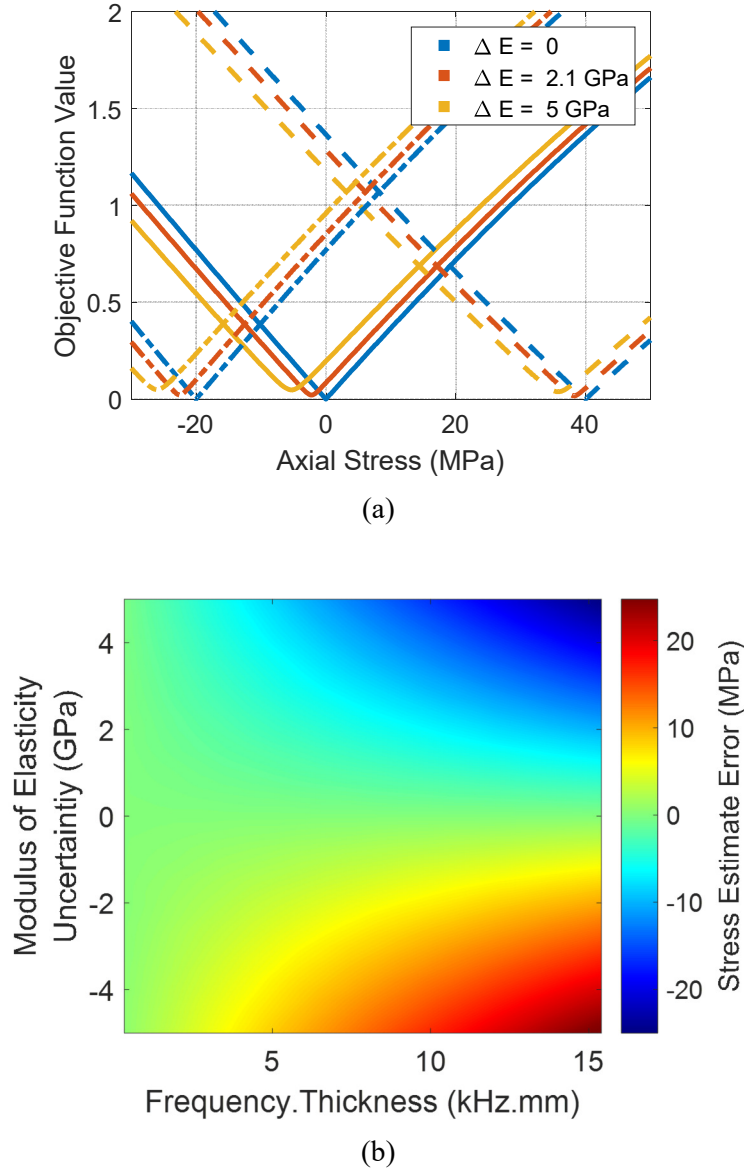 2
1.5
1
0.5
0
Objective Function Value
Δ E = 0
Δ E = 2.1 GPa
Δ E = 5 GPa
-20
0
20
40
Axial Stress (MPa)
(a)
4
2
0
-2
-4
Modulus of Elasticity
Uncertaintiy (GPa)
5
10
15
Frequency.Thickness (kHz.mm)
20
10
0
-10
-20
Stress Estimate Error (MPa)
(b)